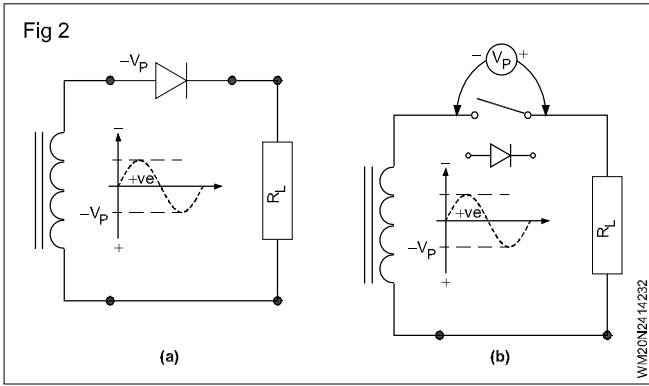 Fig 2
–VP
–
+ve
–VP
+
RL
(a)
– VP +
–
+ve
–VP
+
RL
(b)
WM20N2414232